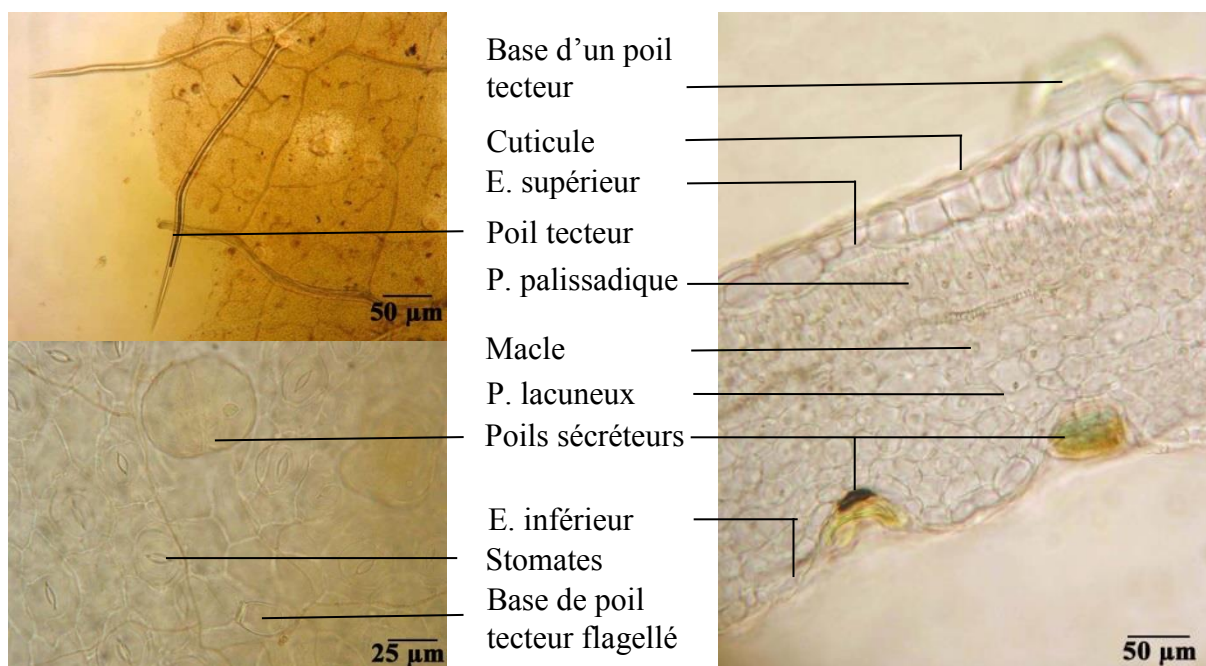 Base d’un poil
tecteur
Cuticule
E. supérieur
Poil tecteur
P. palissadique
Macle
P. lacuneux
Poils sécréteurs
E. inférieur
Stomates
Base de poil
tecteur flagellé
50 µm
25 µm
50 µm